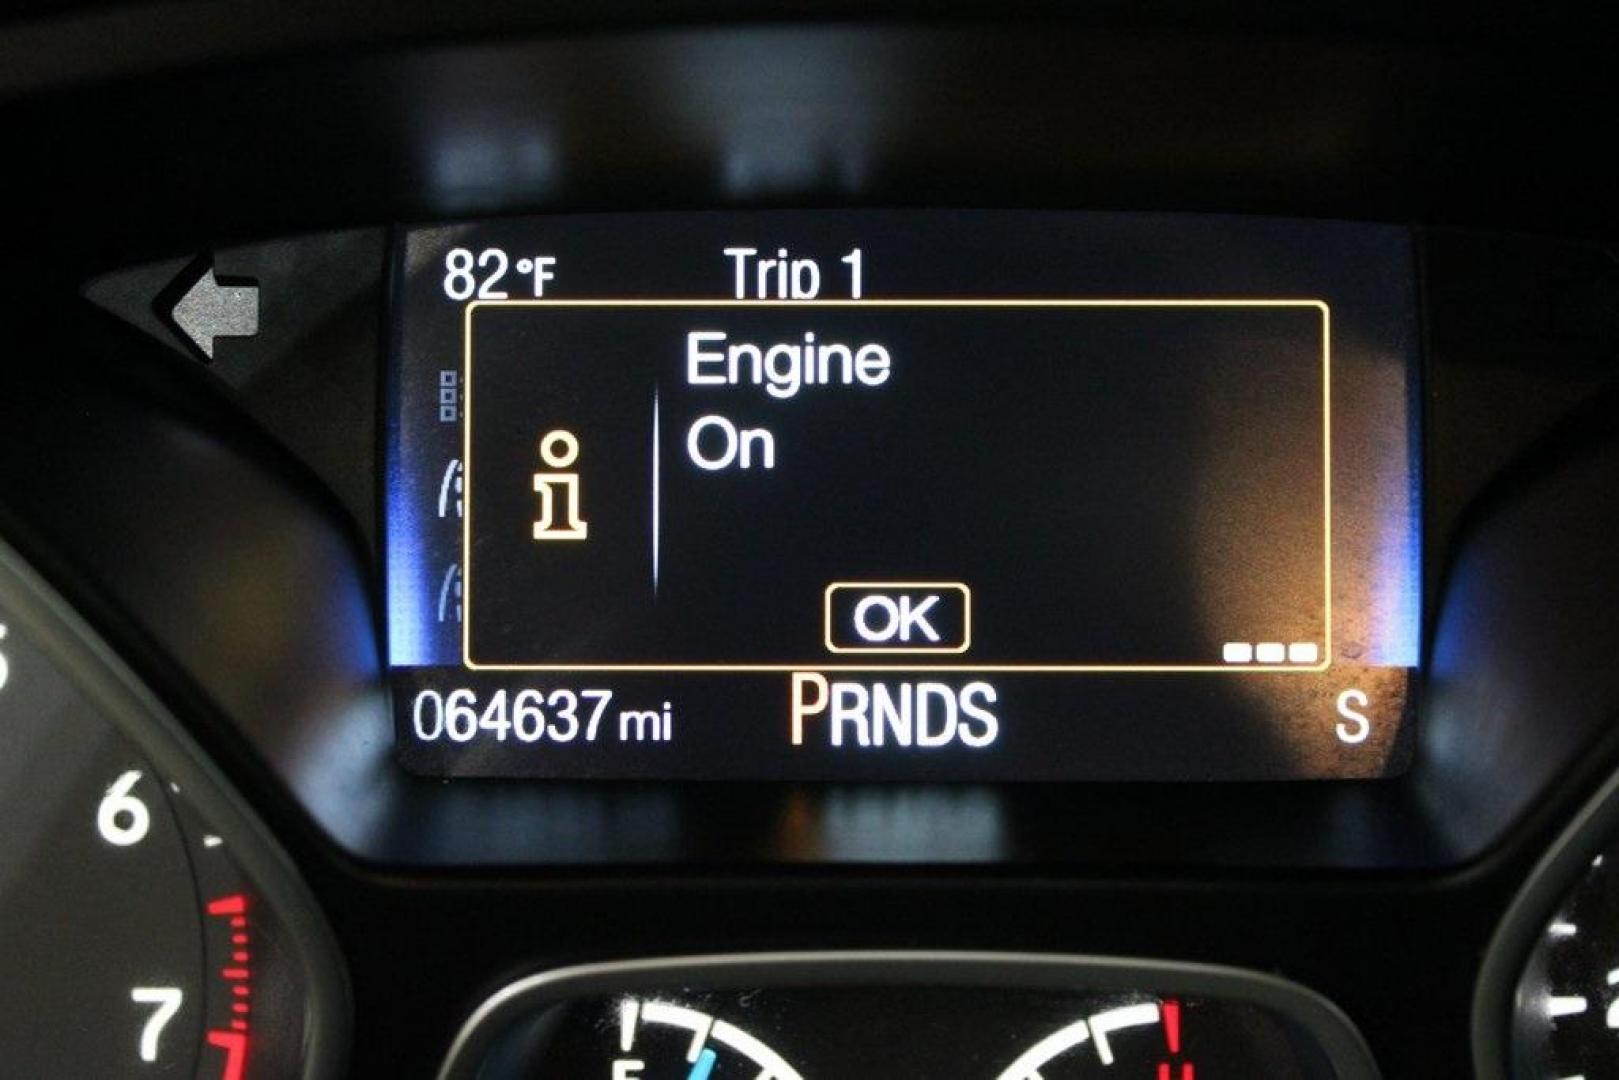 82°F Trip 1
Engine
On
OK
064637 mi PRNDS S
6
7